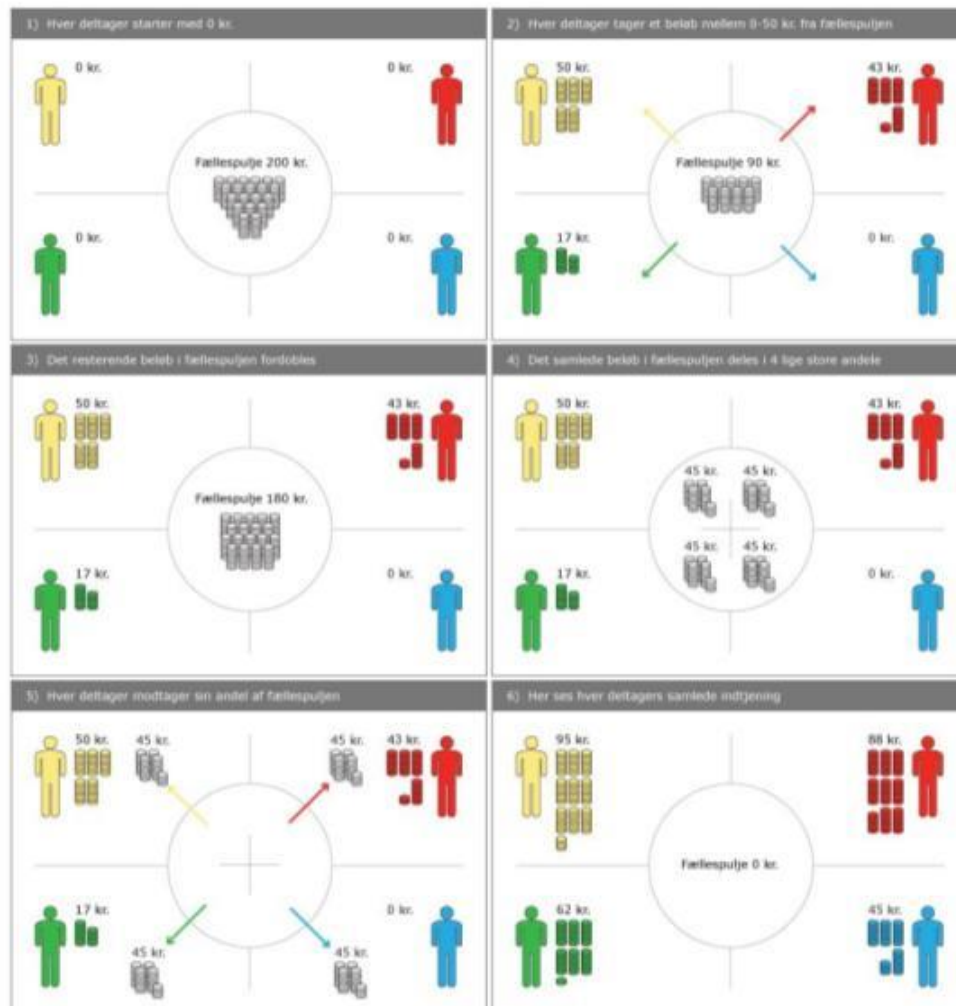 1) Hver deltager starter med 0 kr.
0 kr.
0 kr.
Fællespulje 200 kr.
0 kr.
0 kr.
2) Hver deltager tager et beløb mellem 0-50 kr. fra fællespuljen
50 kr.
43 kr.
Fællespulje 90 kr.
17 kr.
0 kr.
3) Det resterende beløb i fællespuljen fordobles
50 kr.
43 kr.
Fællespulje 180 kr.
17 kr.
0 kr.
4) Det samlede beløb i fællespuljen deles i 4 lige store andele
50 kr.
43 kr.
45 kr.
45 kr.
45 kr.
45 kr.
17 kr.
0 kr.
5) Hver deltager modtager sin andel af fællespuljen
50 kr.
45 kr.
45 kr.
43 kr.
17 kr.
45 kr.
45 kr.
0 kr.
6) Her ses hver deltagers samlede indtjening
95 kr.
88 kr.
Fællespulje 0 kr.
62 kr.
45 kr.